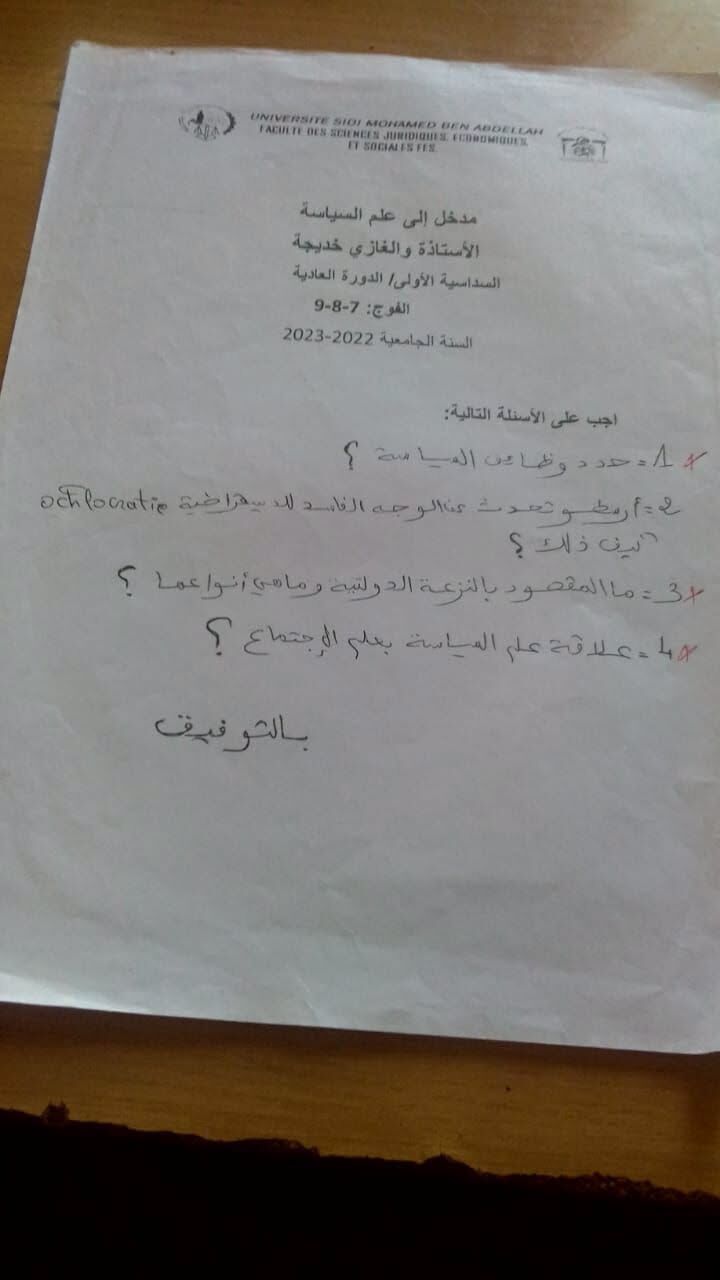 UNIVERSITE SIDI MOHAMED BEN ABDELLAH
FACULTE DES SCIENCES JURIDIQUES, ECONOMIQUES,
ET SOCIALES FES.
مدخل إلى علم السياسة
الأستاذة والغازي خديجة
السداسية الأولى/ الدورة العادية
الفوج: 7-8-9
السنة الجامعية 2022-2023
اجب على الأسئلة التالية:
1= حدد وظائف السياسة ؟
2= أرسطو تحدث عن الوجه الفاسد للديمقراطية ochlocratie
كيف ذلك ؟
3= ما المقصود بالنزعة الدولتية وماهي أنواعها ؟
4= علاقة علم السياسة بعلم الإجتماع ؟
بالتوفيق